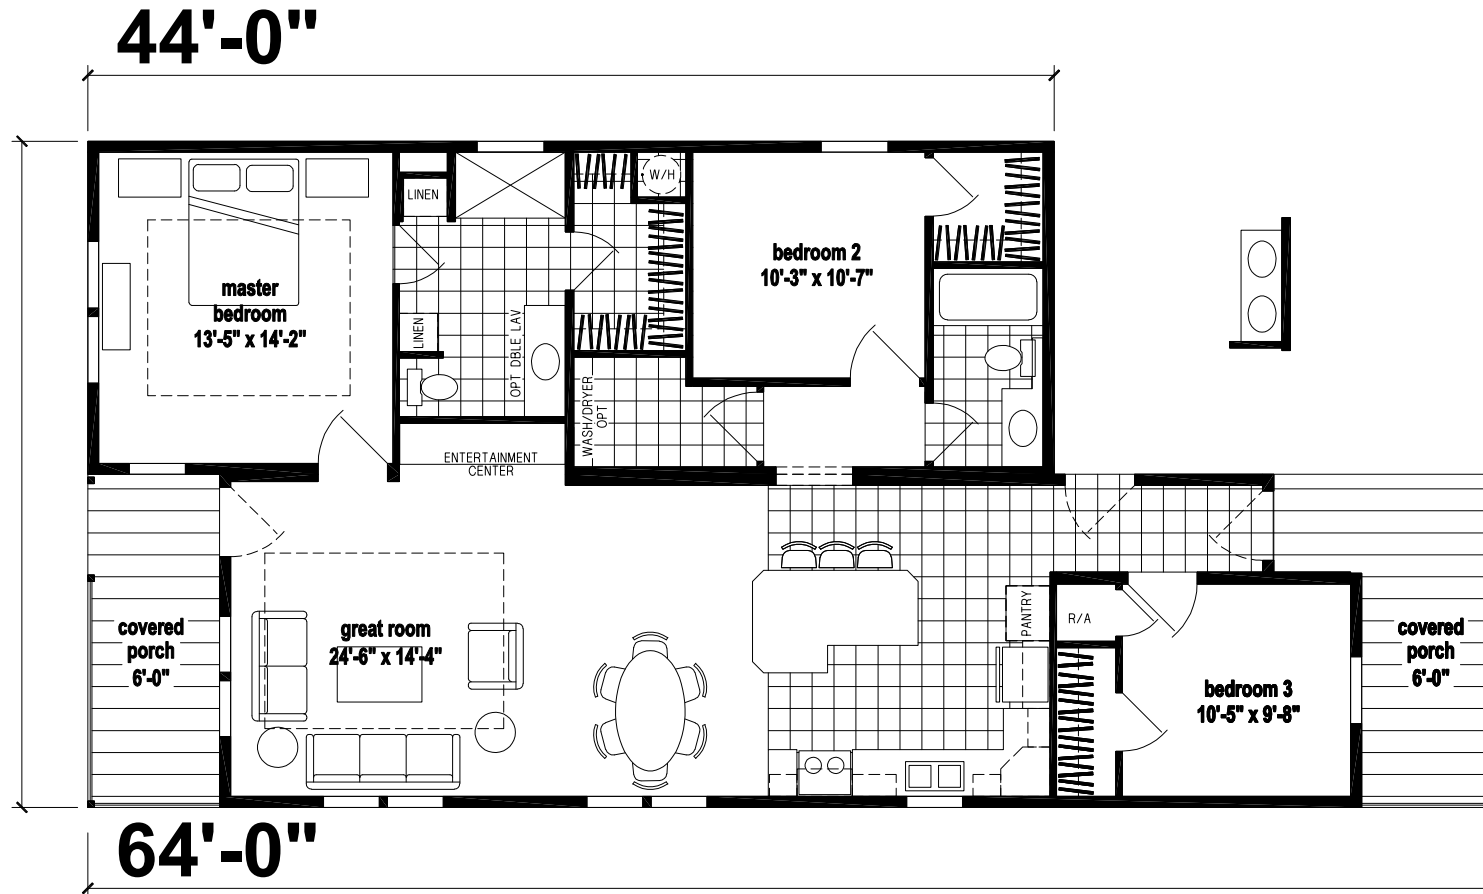 44'-0"
LINEN
W/H
bedroom 2
10'-3" x 10'-7"
master
bedroom
13'-5" x 14'-2"
LINEN
OPT DBLE LAV
WASH/DRYER
OPT
ENTERTAINMENT
CENTER
covered
porch
6'-0"
great room
24'-6" x 14'-4"
PANTRY
R/A
bedroom 3
10'-5" x 9'-8"
covered
porch
6'-0"
64'-0"